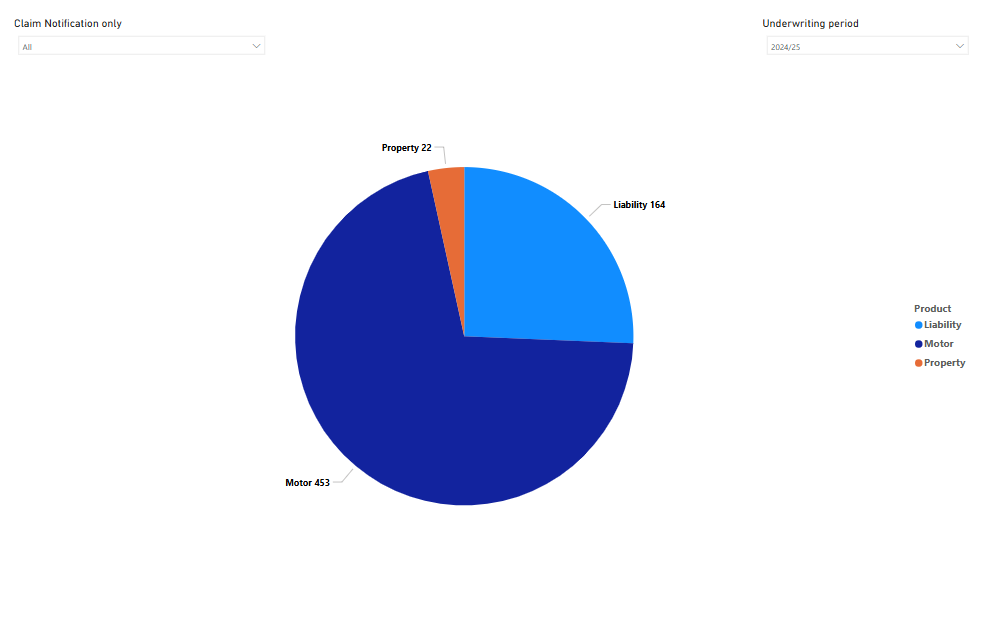 Claim Notification only
All
Underwriting period
2024/25
Property 22
Liability 164
Motor 453
Product
Liability
Motor
Property